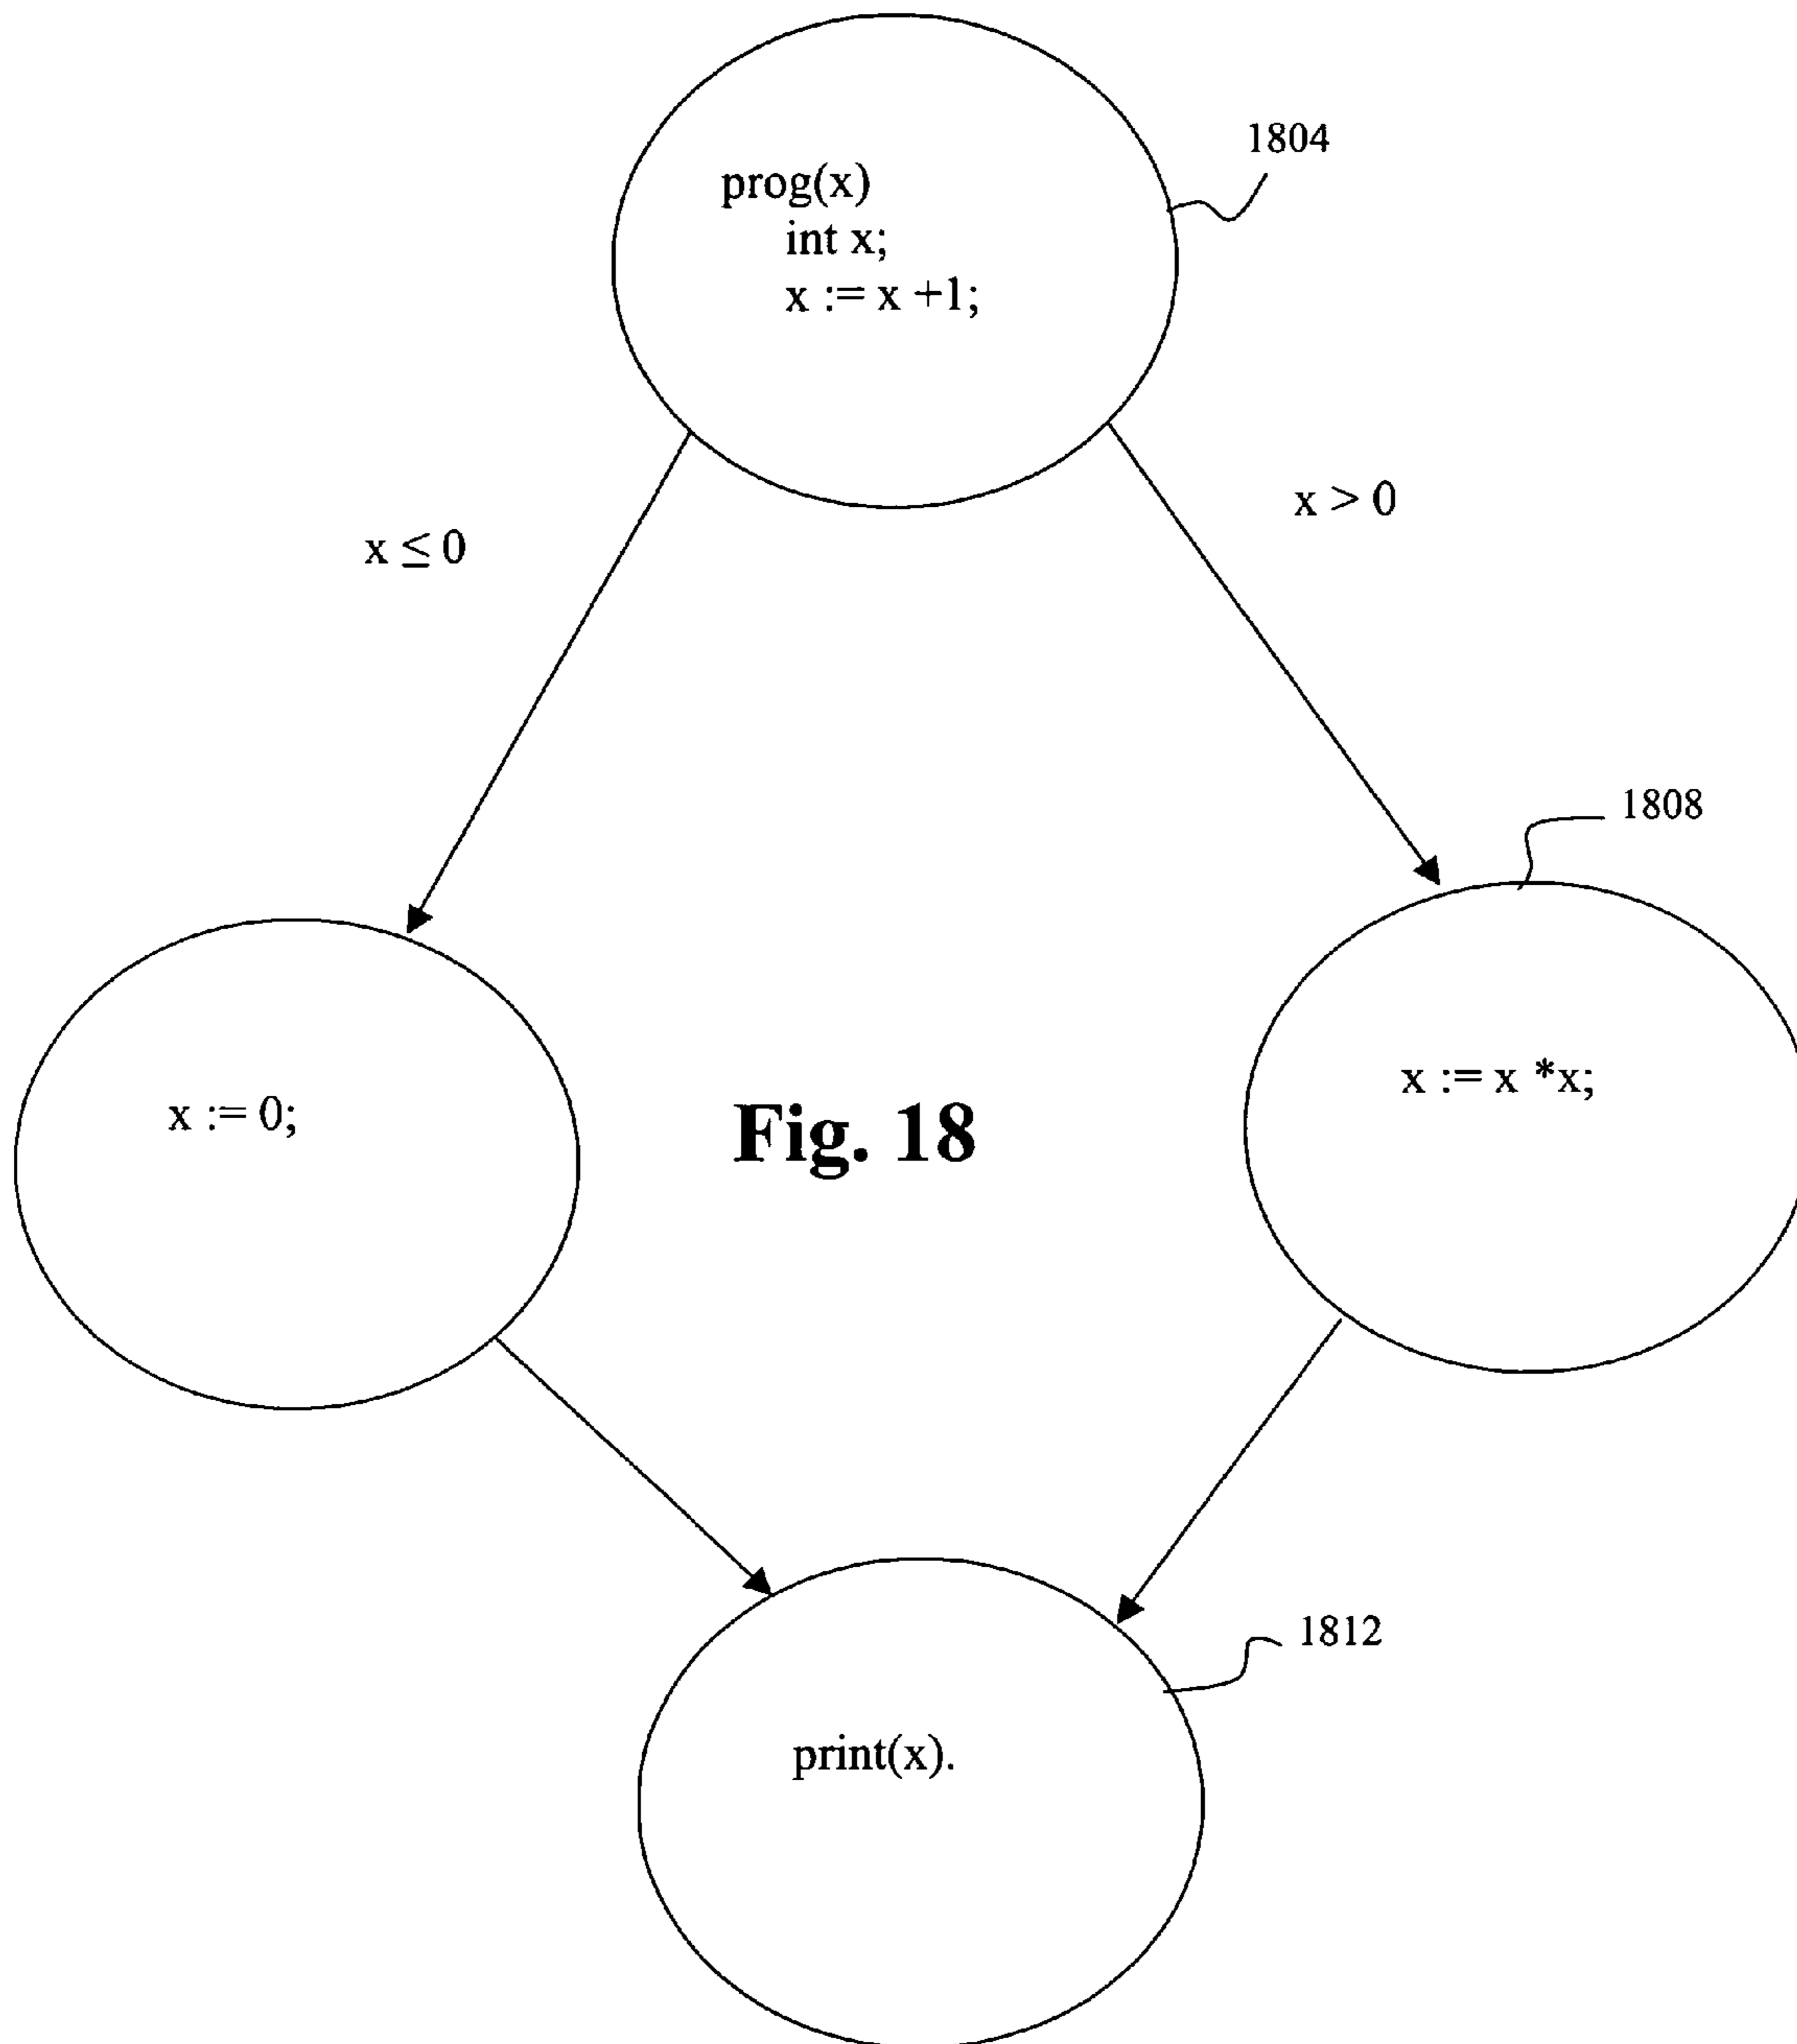 1804
prog(x)
int x;
x := x +1;
x > 0
x ≤ 0
1808
x := x *x;
x := 0;
Fig. 18
1812
print(x).